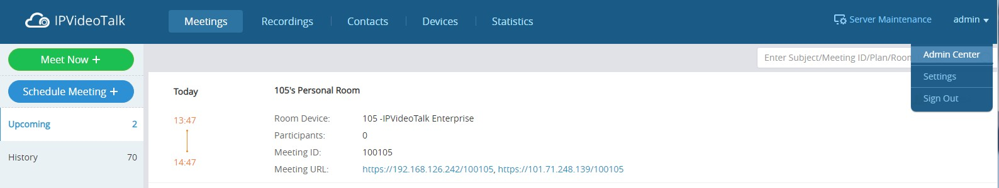 IPVideoTalk Meetings Recordings Contacts Devices Statistics Server Maintenance admin
Meet Now +
Schedule Meeting +
Upcoming 2
History 70
Enter Subject/Meeting ID/Plan/Room
Admin Center
Settings
Sign Out
Today 105's Personal Room
13:47 Room Device: 105 -IPVideoTalk Enterprise
Participants: 0
Meeting ID: 100105
14:47 Meeting URL: https://192.168.126.242/100105, https://101.71.248.139/100105